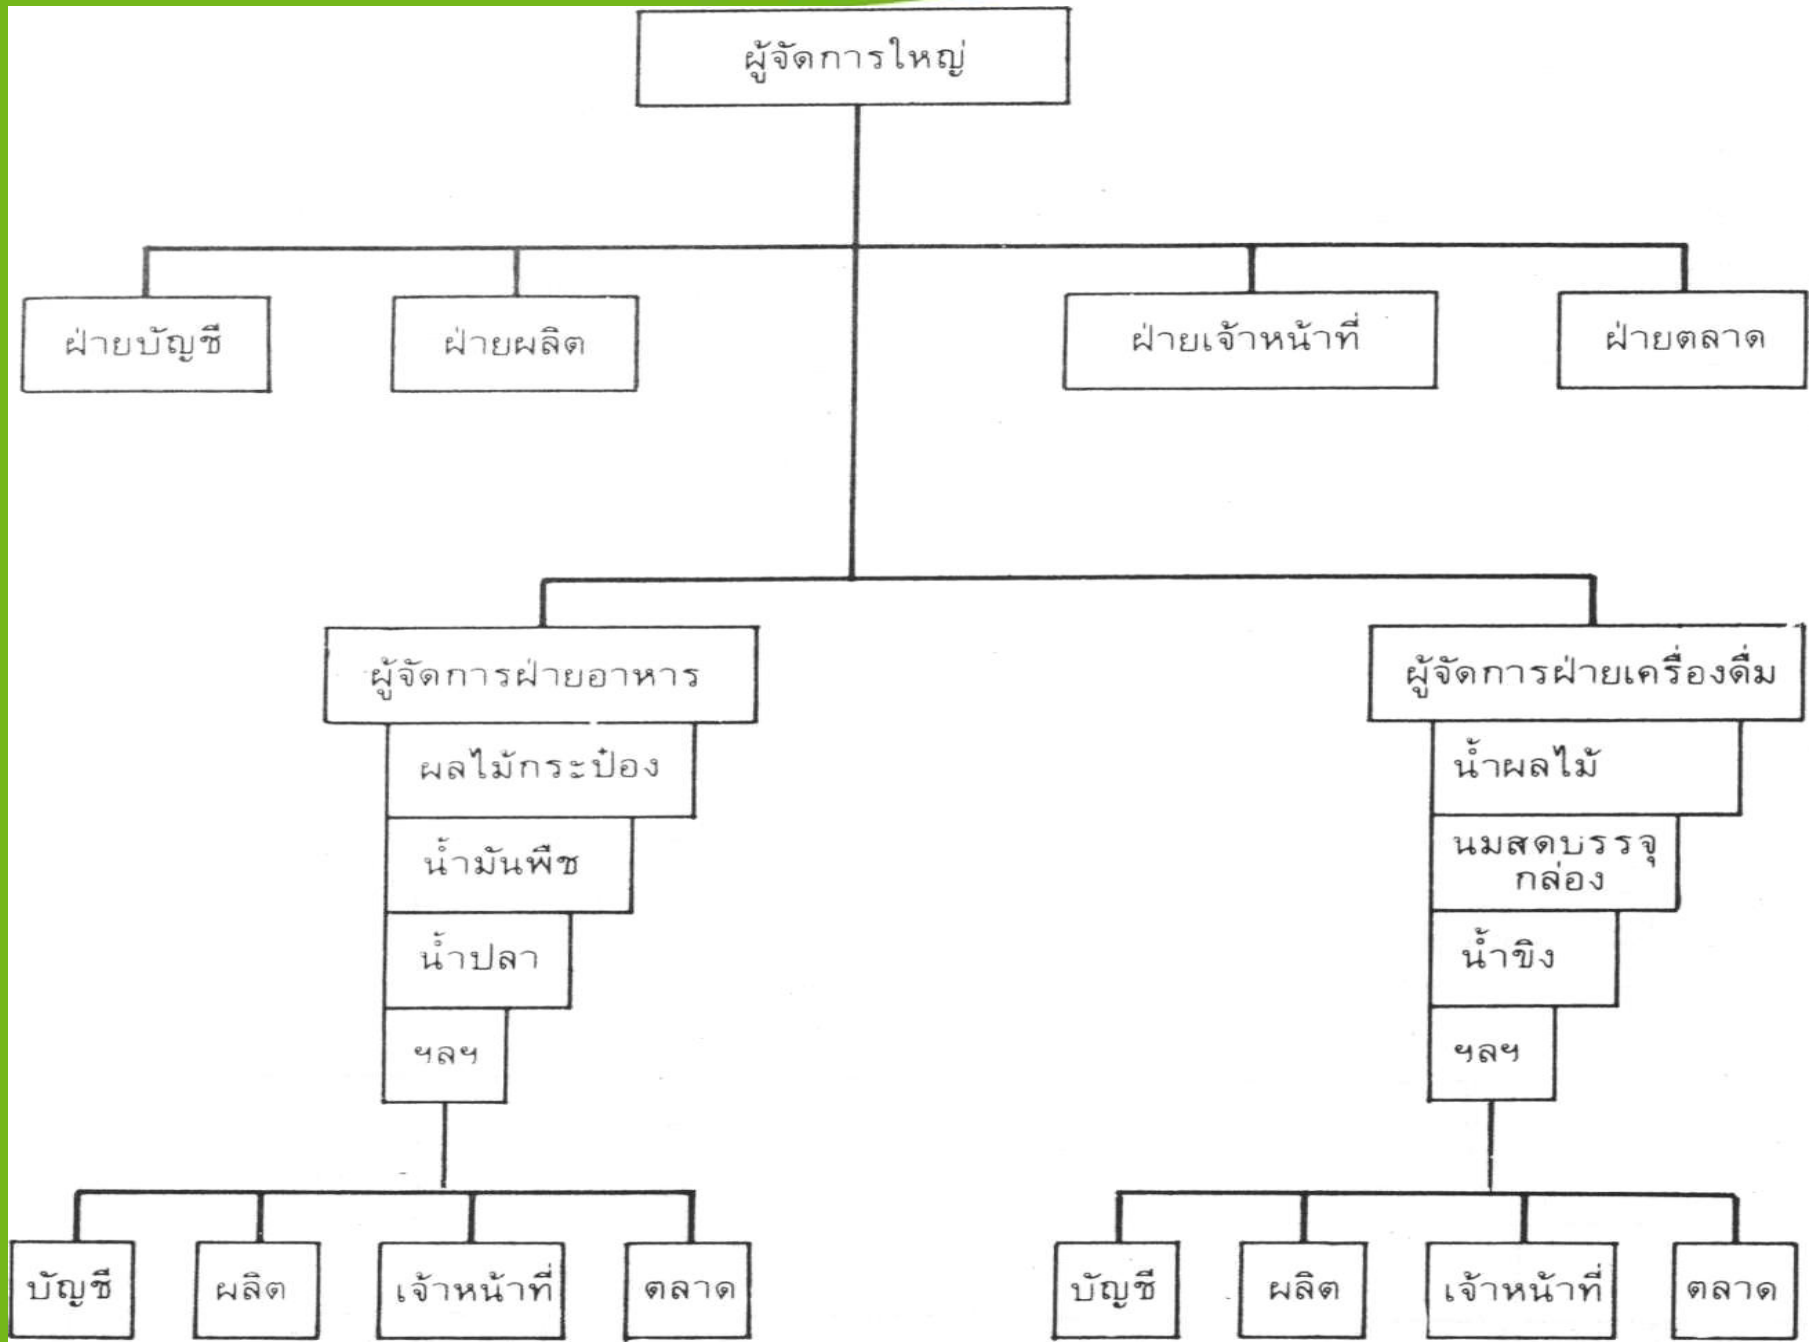 ผู้จัดการใหญ่
ฝ่ายบัญชี
ฝ่ายผลิต
ฝ่ายเจ้าหน้าที่
ฝ่ายตลาด
ผู้จัดการฝ่ายอาหาร
ผลไม้กระป๋อง
น้ำมันพืช
น้ำปลา
ฯลฯ
บัญชี
ผลิต
เจ้าหน้าที่
ตลาด
ผู้จัดการฝ่ายเครื่องดื่ม
น้ำผลไม้
นมสดบรรจุ
กล่อง
น้ำขิง
ฯลฯ
บัญชี
ผลิต
เจ้าหน้าที่
ตลาด